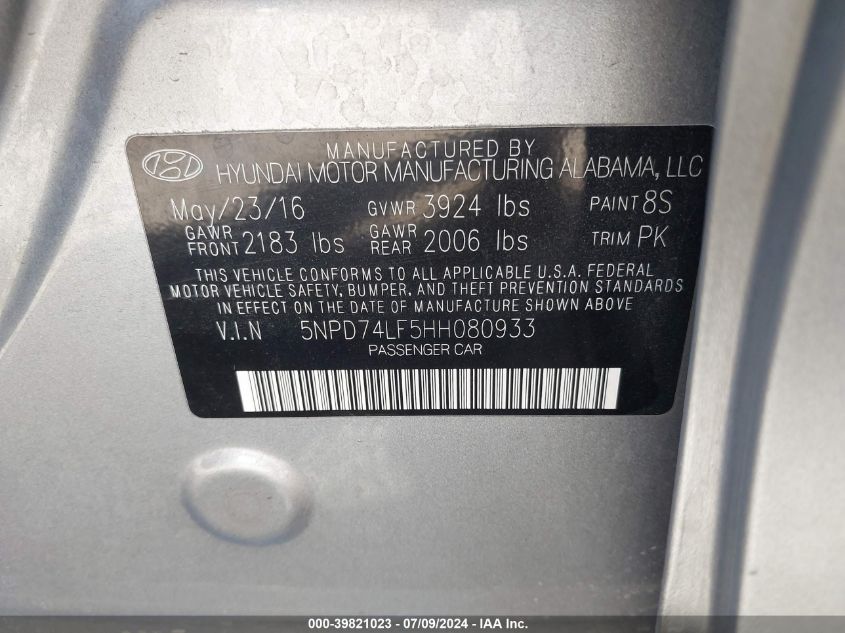 MANUFACTURED BY
HYUNDAI MOTOR MANUFACTURING ALABAMA, LLC
May/23/16 GVWR 3924 lbs PAINT 8S
GAWR FRONT 2183 lbs GAWR REAR 2006 lbs TRIM PK
THIS VEHICLE CONFORMS TO ALL APPLICABLE U.S.A. FEDERAL
MOTOR VEHICLE SAFETY, BUMPER, AND THEFT PREVENTION STANDARDS
IN EFFECT ON THE DATE OF MANUFACTURE SHOWN ABOVE
V.I.N 5NPD74LF5HH080933
PASSENGER CAR
000-39821023 - 07/09/2024 - IAA Inc.